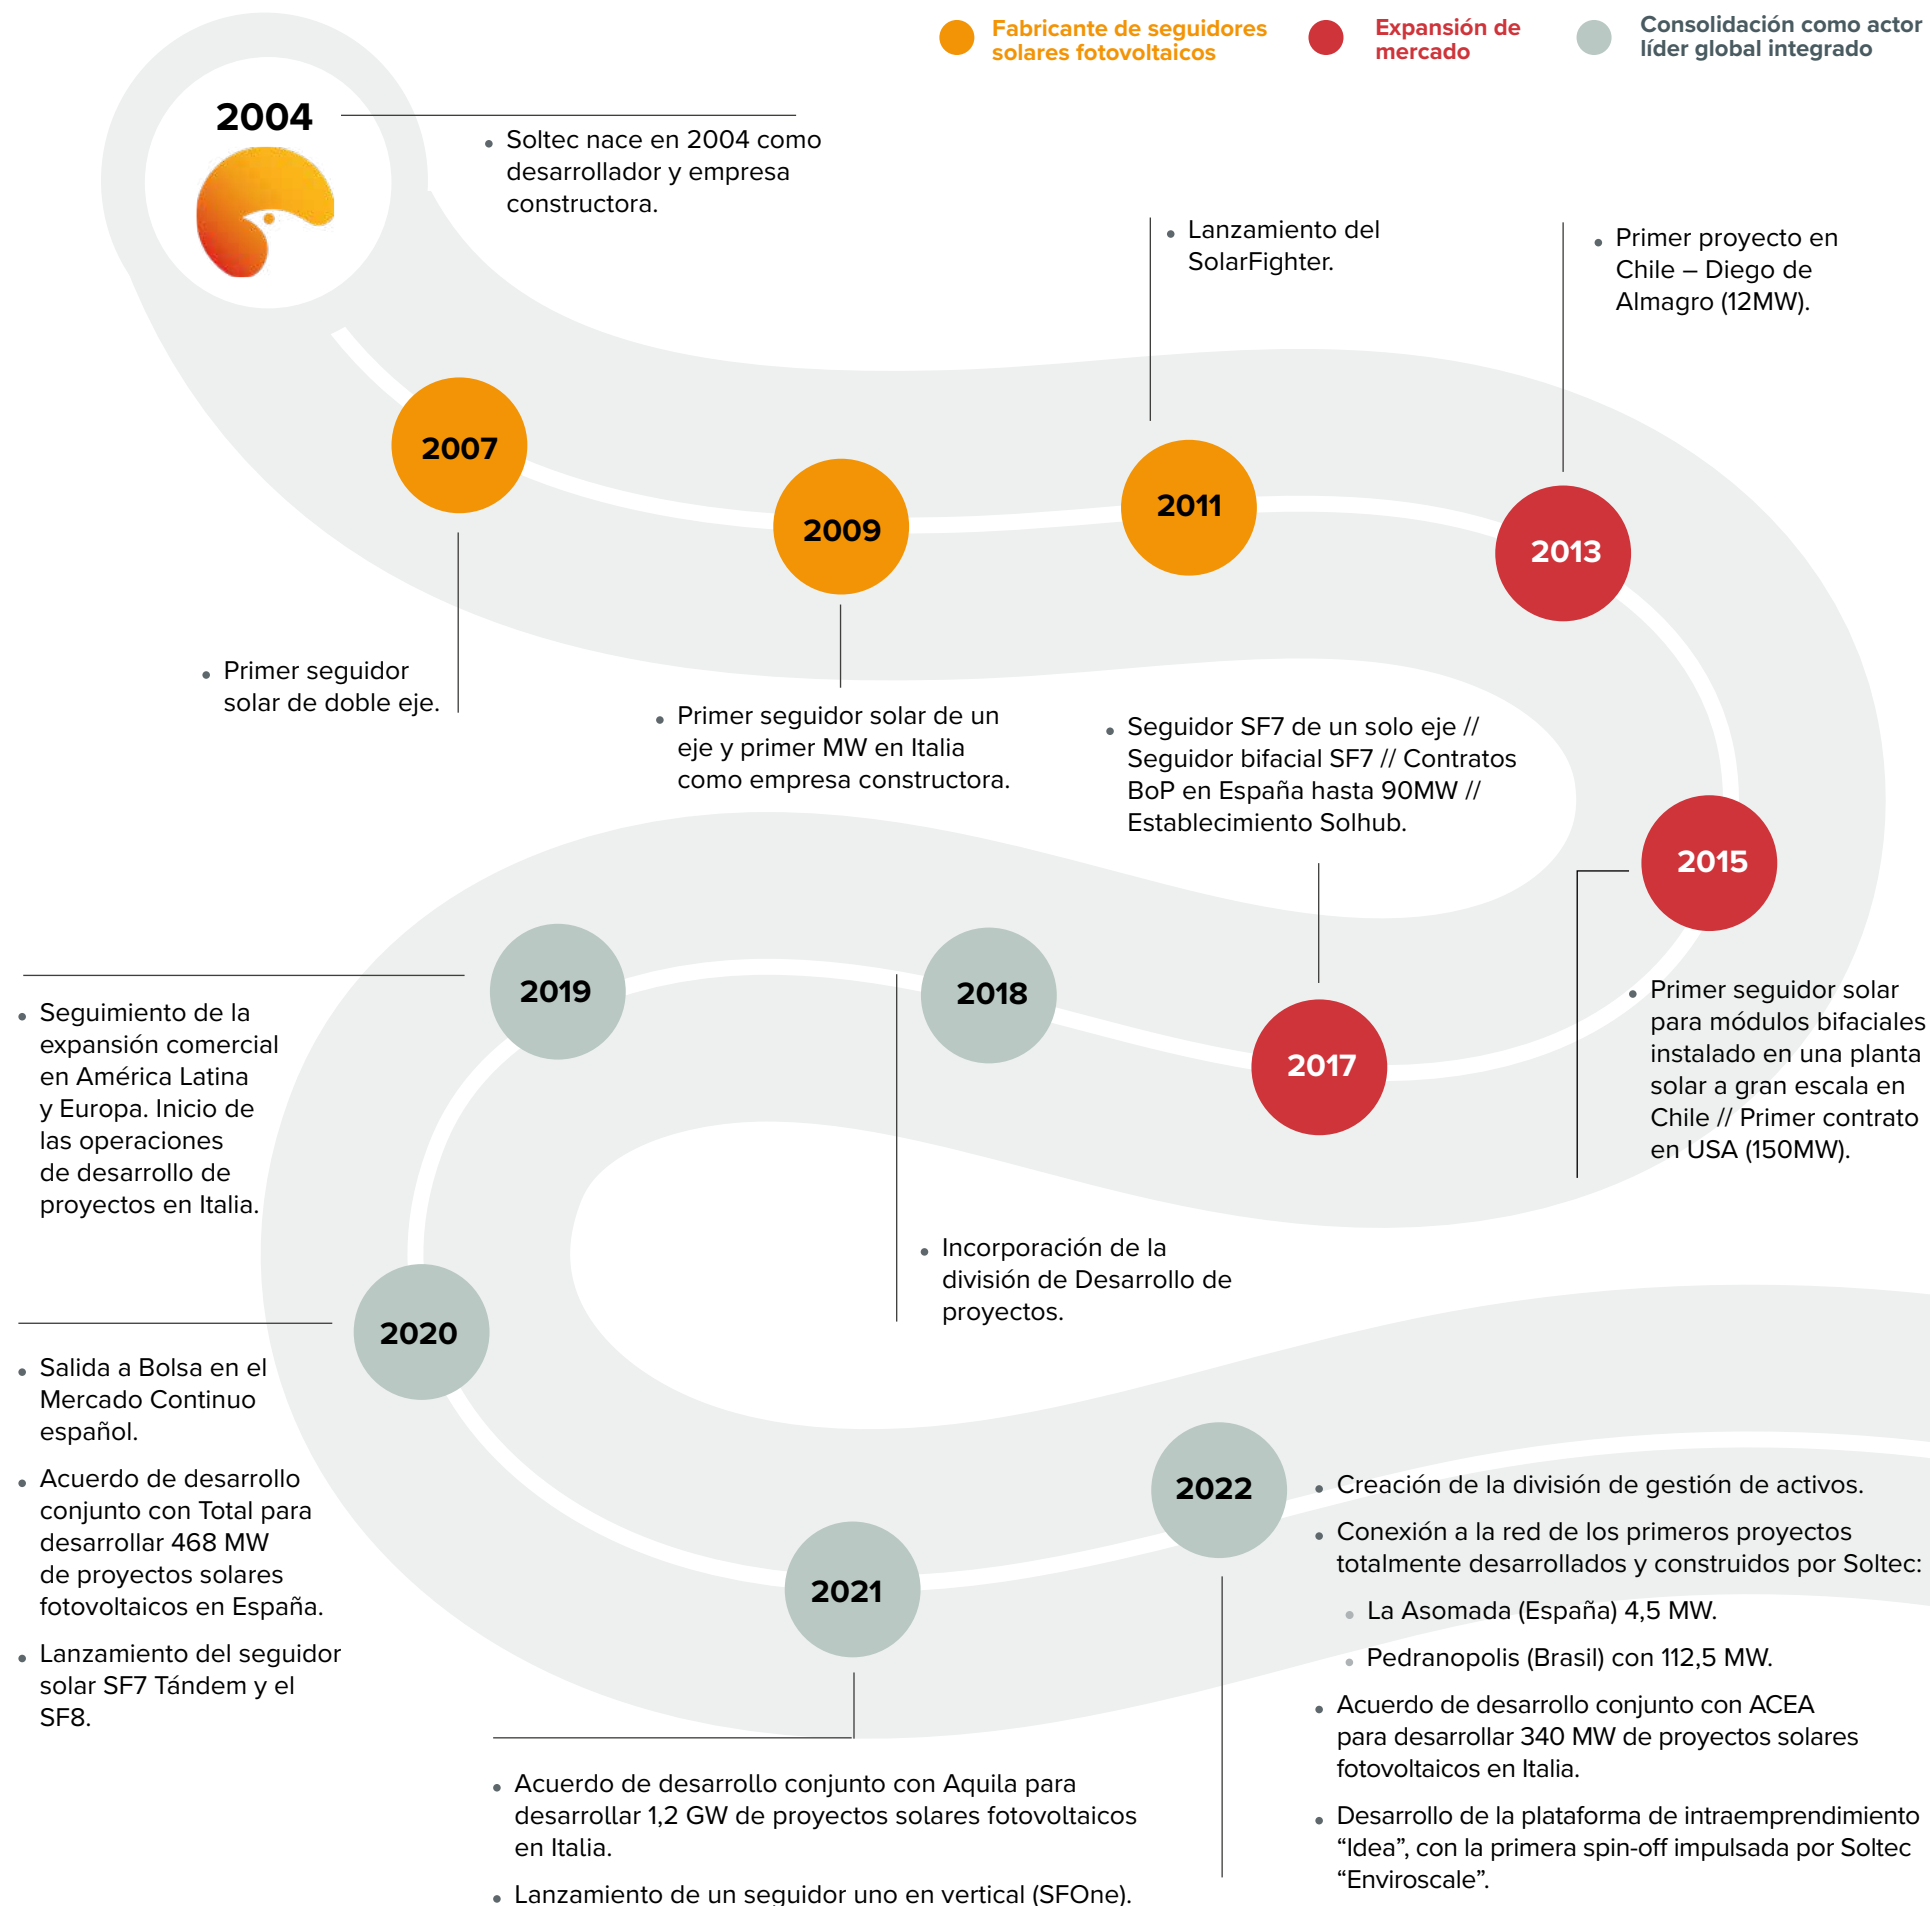 Fabricante de seguidores
solares fotovoltaicos
Expansión de
mercado
Consolidación como actor
líder global integrado
2004
• Soltec nace en 2004 como
desarrollador y empresa
constructora.
2007
• Primer seguidor
solar de doble eje.
2009
• Primer seguidor solar de un
eje y primer MW en Italia
como empresa constructora.
2011
• Lanzamiento del
SolarFighter.
2013
• Primer proyecto en
Chile – Diego de
Almagro (12MW).
2015
• Primer seguidor solar
para módulos bifaciales
instalado en una planta
solar a gran escala en
Chile // Primer contrato
en USA (150MW).
2017
• Seguidor SF7 de un solo eje //
Seguidor bifacial SF7 // Contratos
BoP en España hasta 90MW //
Establecimiento Solhub.
2018
• Incorporación de la
división de Desarrollo de
proyectos.
2019
• Seguimiento de la
expansión comercial
en América Latina
y Europa. Inicio de
las operaciones
de desarrollo de
proyectos en Italia.
2020
• Salida a Bolsa en el
Mercado Continuo
español.
• Acuerdo de desarrollo
conjunto con Total para
desarrollar 468 MW
de proyectos solares
fotovoltaicos en España.
• Lanzamiento del seguidor
solar SF7 Tándem y el
SF8.
2021
• Acuerdo de desarrollo conjunto con Aquila para
desarrollar 1,2 GW de proyectos solares fotovoltaicos
en Italia.
• Lanzamiento de un seguidor uno en vertical (SFOne).
2022
• Creación de la división de gestión de activos.
• Conexión a la red de los primeros proyectos
totalmente desarrollados y construidos por Soltec:
• La Asomada (España) 4,5 MW.
• Pedranopolis (Brasil) con 112,5 MW.
• Acuerdo de desarrollo conjunto con ACEA
para desarrollar 340 MW de proyectos solares
fotovoltaicos en Italia.
• Desarrollo de la plataforma de intraemprendimiento
“Idea”, con la primera spin-off impulsada por Soltec
“Enviroscale”.